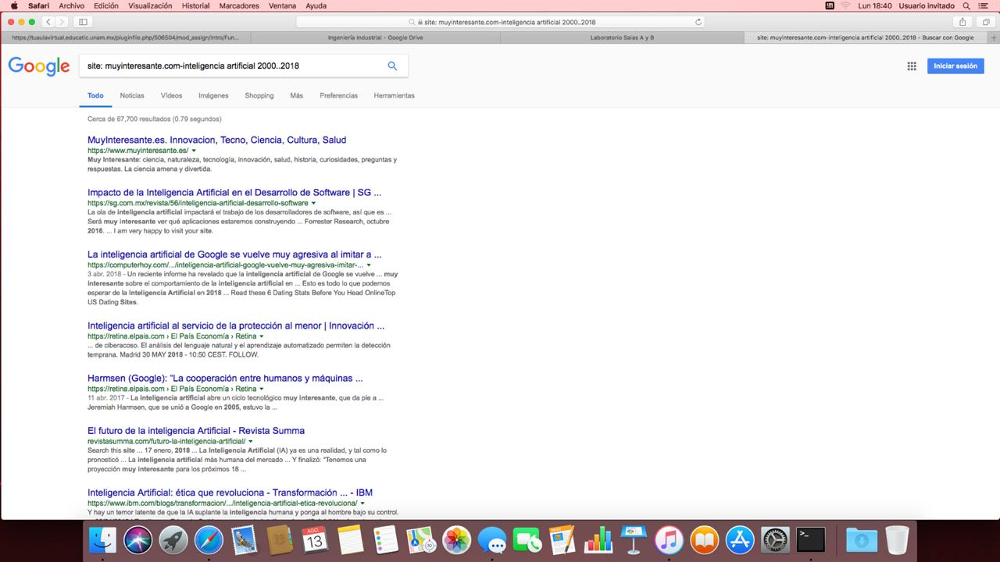 Safari Archivo Edición Visualización Historial Marcadores Ventana Ayuda Lun 18:40 Usuario invitado
site: muyinteresante.com-inteligencia artificial 2000..2018
https://tuaulavirtual.educatic.unam.mx/pluginfile.php/506504/mod_assign/intro/Fun... Ingeniería Industrial - Google Drive Laboratorio Salas A y B site: muyinteresante.com-inteligencia artificial 2000..2018 - Buscar con Google
Google site: muyinteresante.com-inteligencia artificial 2000..2018 Iniciar sesión
Todo Noticias Vídeos Imágenes Shopping Más Preferencias Herramientas
Cerca de 67,700 resultados (0.79 segundos)
MuyInteresante.es. Innovacion, Tecno, Ciencia, Cultura, Salud
https://www.muyinteresante.es/
Muy Interesante: ciencia, naturaleza, tecnología, innovación, salud, historia, curiosidades, preguntas y
respuestas. La ciencia amena y divertida.
Impacto de la Inteligencia Artificial en el Desarrollo de Software | SG ...
https://sg.com.mx/revista/56/inteligencia-artificial-desarrollo-software
La ola de inteligencia artificial impactará el trabajo de los desarrolladores de software, así que es ...
Será muy interesante ver qué aplicaciones estaremos construyendo ... Forrester Research, octubre
2016. ... I am very happy to visit your site.
La inteligencia artificial de Google se vuelve muy agresiva al imitar a ...
https://computerhoy.com/.../inteligencia-artificial-google-vuelve-muy-agresiva-imitar-...
3 abr. 2018 - Un reciente informe ha revelado que la inteligencia artificial de Google se vuelve ... muy
interesante sobre el comportamiento de la inteligencia artificial en ... Esto es todo lo que podemos
esperar de la Inteligencia Artificial en 2018 ... Read these 6 Dating Stats Before You Head OnlineTop
US Dating Sites.
Inteligencia artificial al servicio de la protección al menor | Innovación ...
https://retina.elpais.com › El País Economía › Retina
... de ciberacoso. El análisis del lenguaje natural y el aprendizaje automatizado permiten la detección
temprana. Madrid 30 MAY 2018 - 10:50 CEST. FOLLOW.
Harmsen (Google): "La cooperación entre humanos y máquinas ...
https://retina.elpais.com › El País Economía › Retina
11 abr. 2017 - La inteligencia artificial abre un ciclo tecnológico muy interesante, que da pie a ...
Jeremiah Harmsen, que se unió a Google en 2005, estuvo la ...
El futuro de la inteligencia Artificial - Revista Summa
revistasumma.com/futuro-la-inteligencia-artificial/
Search this site ... 17 enero, 2018 ... La Inteligencia Artificial (IA) ya es una realidad, y tal como lo
pronosticó ... La inteligencia artificial más humana del mercado ... Y finalizó: "Tenemos una
proyección muy interesante para los próximos 18 ...
Inteligencia Artificial: ética que revoluciona - Transformación ... - IBM
https://www.ibm.com/blogs/transformacion/.../inteligencia-artificial-etica-revoluciona/
Y hay un temor latente de que la IA suplante la inteligencia humana y ponga al hombre bajo su control.
AGO.
13